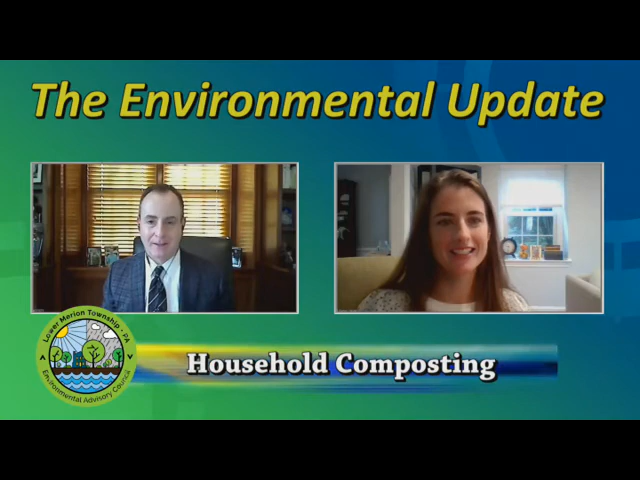 The Environmental Update
Lower Merion Township - PA
Environmental Advisory Council
Household Composting